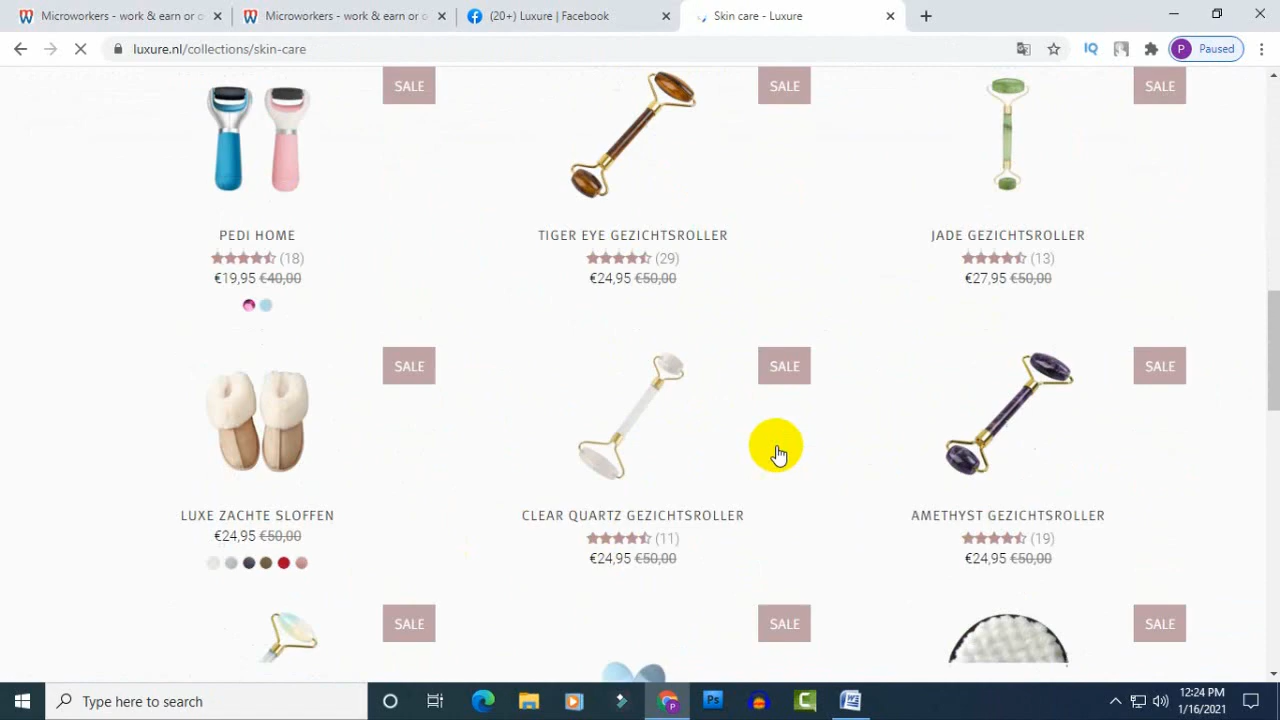 Microworkers - work & earn or c
Microworkers - work & earn or c
(20+) Luxure | Facebook
Skin care - Luxure
luxure.nl/collections/skin-care
IQ
P
Paused
SALE
SALE
SALE
PEDI HOME
TIGER EYE GEZICHTSROLLER
JADE GEZICHTSROLLER
(18)
(29)
(13)
€19,95 €40,00
€24,95 €50,00
€27,95 €50,00
SALE
SALE
SALE
LUXE ZACHTE SLOFFEN
CLEAR QUARTZ GEZICHTSROLLER
AMETHYST GEZICHTSROLLER
€24,95 €50,00
(11)
(19)
€24,95 €50,00
€24,95 €50,00
SALE
SALE
SALE
Type here to search
P
Ps
C
W
12:24 PM
1/16/2021